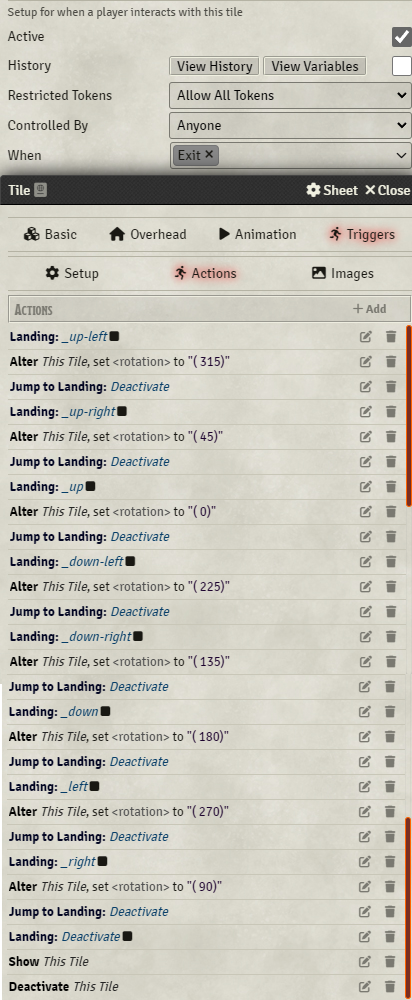 Setup for when a player interacts with this tile
Active
History View History View Variables
Restricted Tokens Allow All Tokens
Controlled By Anyone
When Exit ×
Tile Sheet Close
Basic Overhead Animation Triggers
Setup Actions Images
ACTIONS + Add
Landing: _up-left
Alter This Tile, set <rotation> to "( 315)"
Jump to Landing: Deactivate
Landing: _up-right
Alter This Tile, set <rotation> to "( 45)"
Jump to Landing: Deactivate
Landing: _up
Alter This Tile, set <rotation> to "( 0)"
Jump to Landing: Deactivate
Landing: _down-left
Alter This Tile, set <rotation> to "( 225)"
Jump to Landing: Deactivate
Landing: _down-right
Alter This Tile, set <rotation> to "( 135)"
Jump to Landing: Deactivate
Landing: _down
Alter This Tile, set <rotation> to "( 180)"
Jump to Landing: Deactivate
Landing: _left
Alter This Tile, set <rotation> to "( 270)"
Jump to Landing: Deactivate
Landing: _right
Alter This Tile, set <rotation> to "( 90)"
Jump to Landing: Deactivate
Landing: Deactivate
Show This Tile
Deactivate This Tile